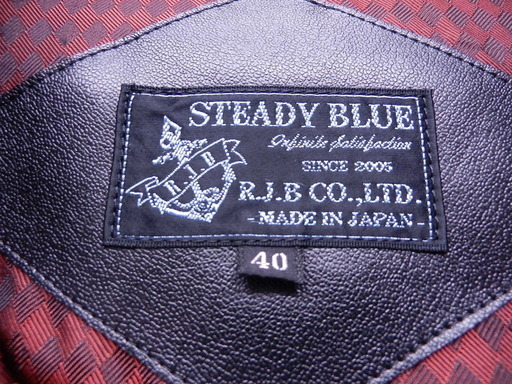 STEADY BLUE
Infinite Satisfaction
SINCE 2005
R.J.B
R.J.B CO.,LTD.
-MADE IN JAPAN-
40